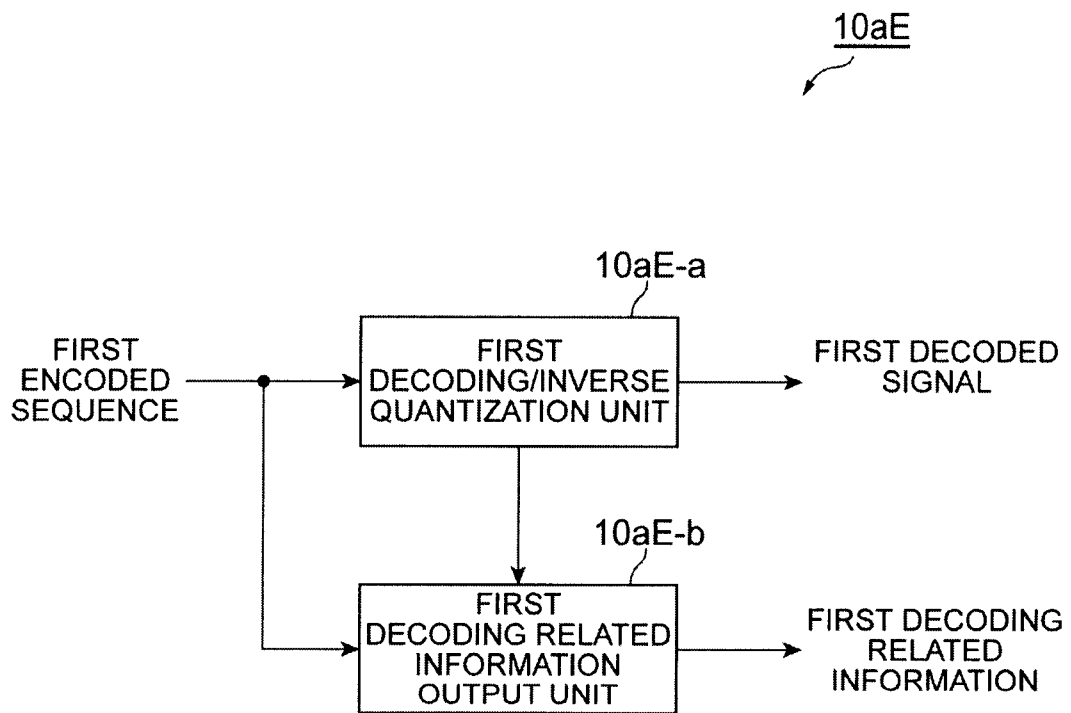 10aE
10aE-a
FIRST
ENCODED
SEQUENCE
FIRST
DECODING/INVERSE
QUANTIZATION UNIT
FIRST DECODED
SIGNAL
10aE-b
FIRST
DECODING RELATED
INFORMATION
OUTPUT UNIT
FIRST DECODING
RELATED
INFORMATION